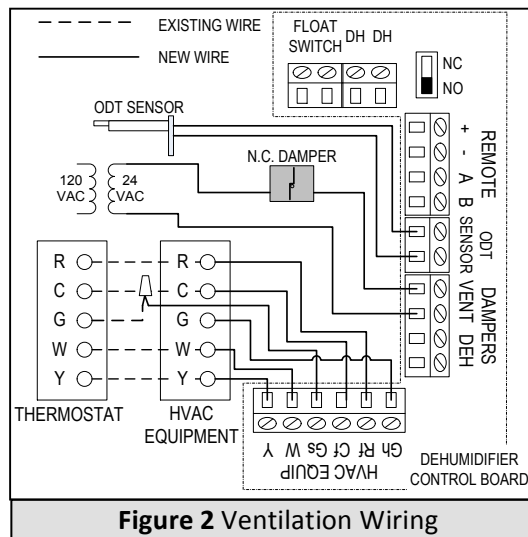 EXISTING WIRE
NEW WIRE
FLOAT
SWITCH
DH DH
NC
NO
ODT SENSOR
N.C. DAMPER
120
VAC
24
VAC
+ - A B
REMOTE
ODT
SENSOR
VENT DEH
DAMPERS
R
C
G
W
Y
THERMOSTAT
R
C
G
W
Y
HVAC
EQUIPMENT
Y W Gs Cf Rf Gh
HVAC EQUIP
DEHUMIDIFIER
CONTROL BOARD
Figure 2 Ventilation Wiring